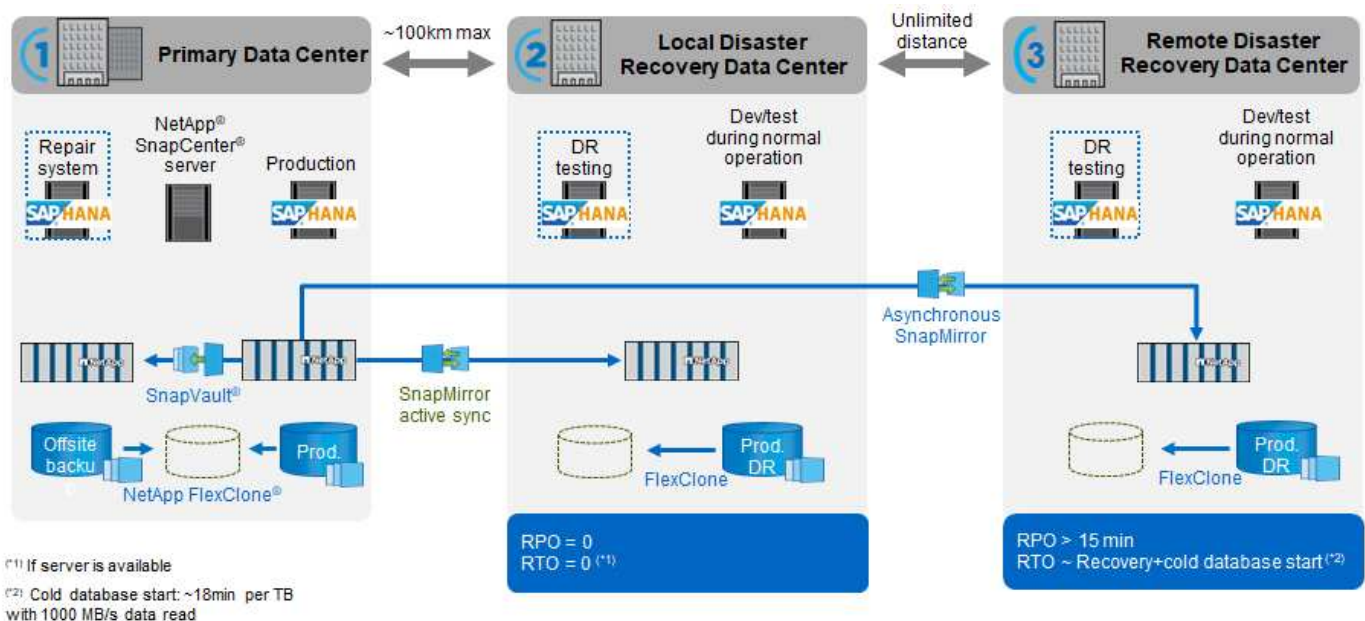 1
Primary Data Center
~100km max
2
Local Disaster
Recovery Data Center
Unlimited
distance
3
Remote Disaster
Recovery Data Center
Repair
system
SAP HANA
NetApp®
SnapCenter®
server
Production
SAP HANA
DR
testing
SAP HANA
Dev/test
during normal
operation
SAP HANA
DR
testing
SAP HANA
Dev/test
during normal
operation
SAP HANA
NetApp
SnapVault®
NetApp
SnapMirror
active sync
NetApp
Asynchronous
SnapMirror
NetApp
Offsite
backu
Prod.
NetApp FlexClone®
Prod.
DR
FlexClone
Prod.
DR
FlexClone
RPO = 0
RTO = 0 (*1)
RPO > 15 min
RTO ~ Recovery+cold database start (*2)
(*1) If server is available
(*2) Cold database start: ~18min per TB
with 1000 MB/s data read